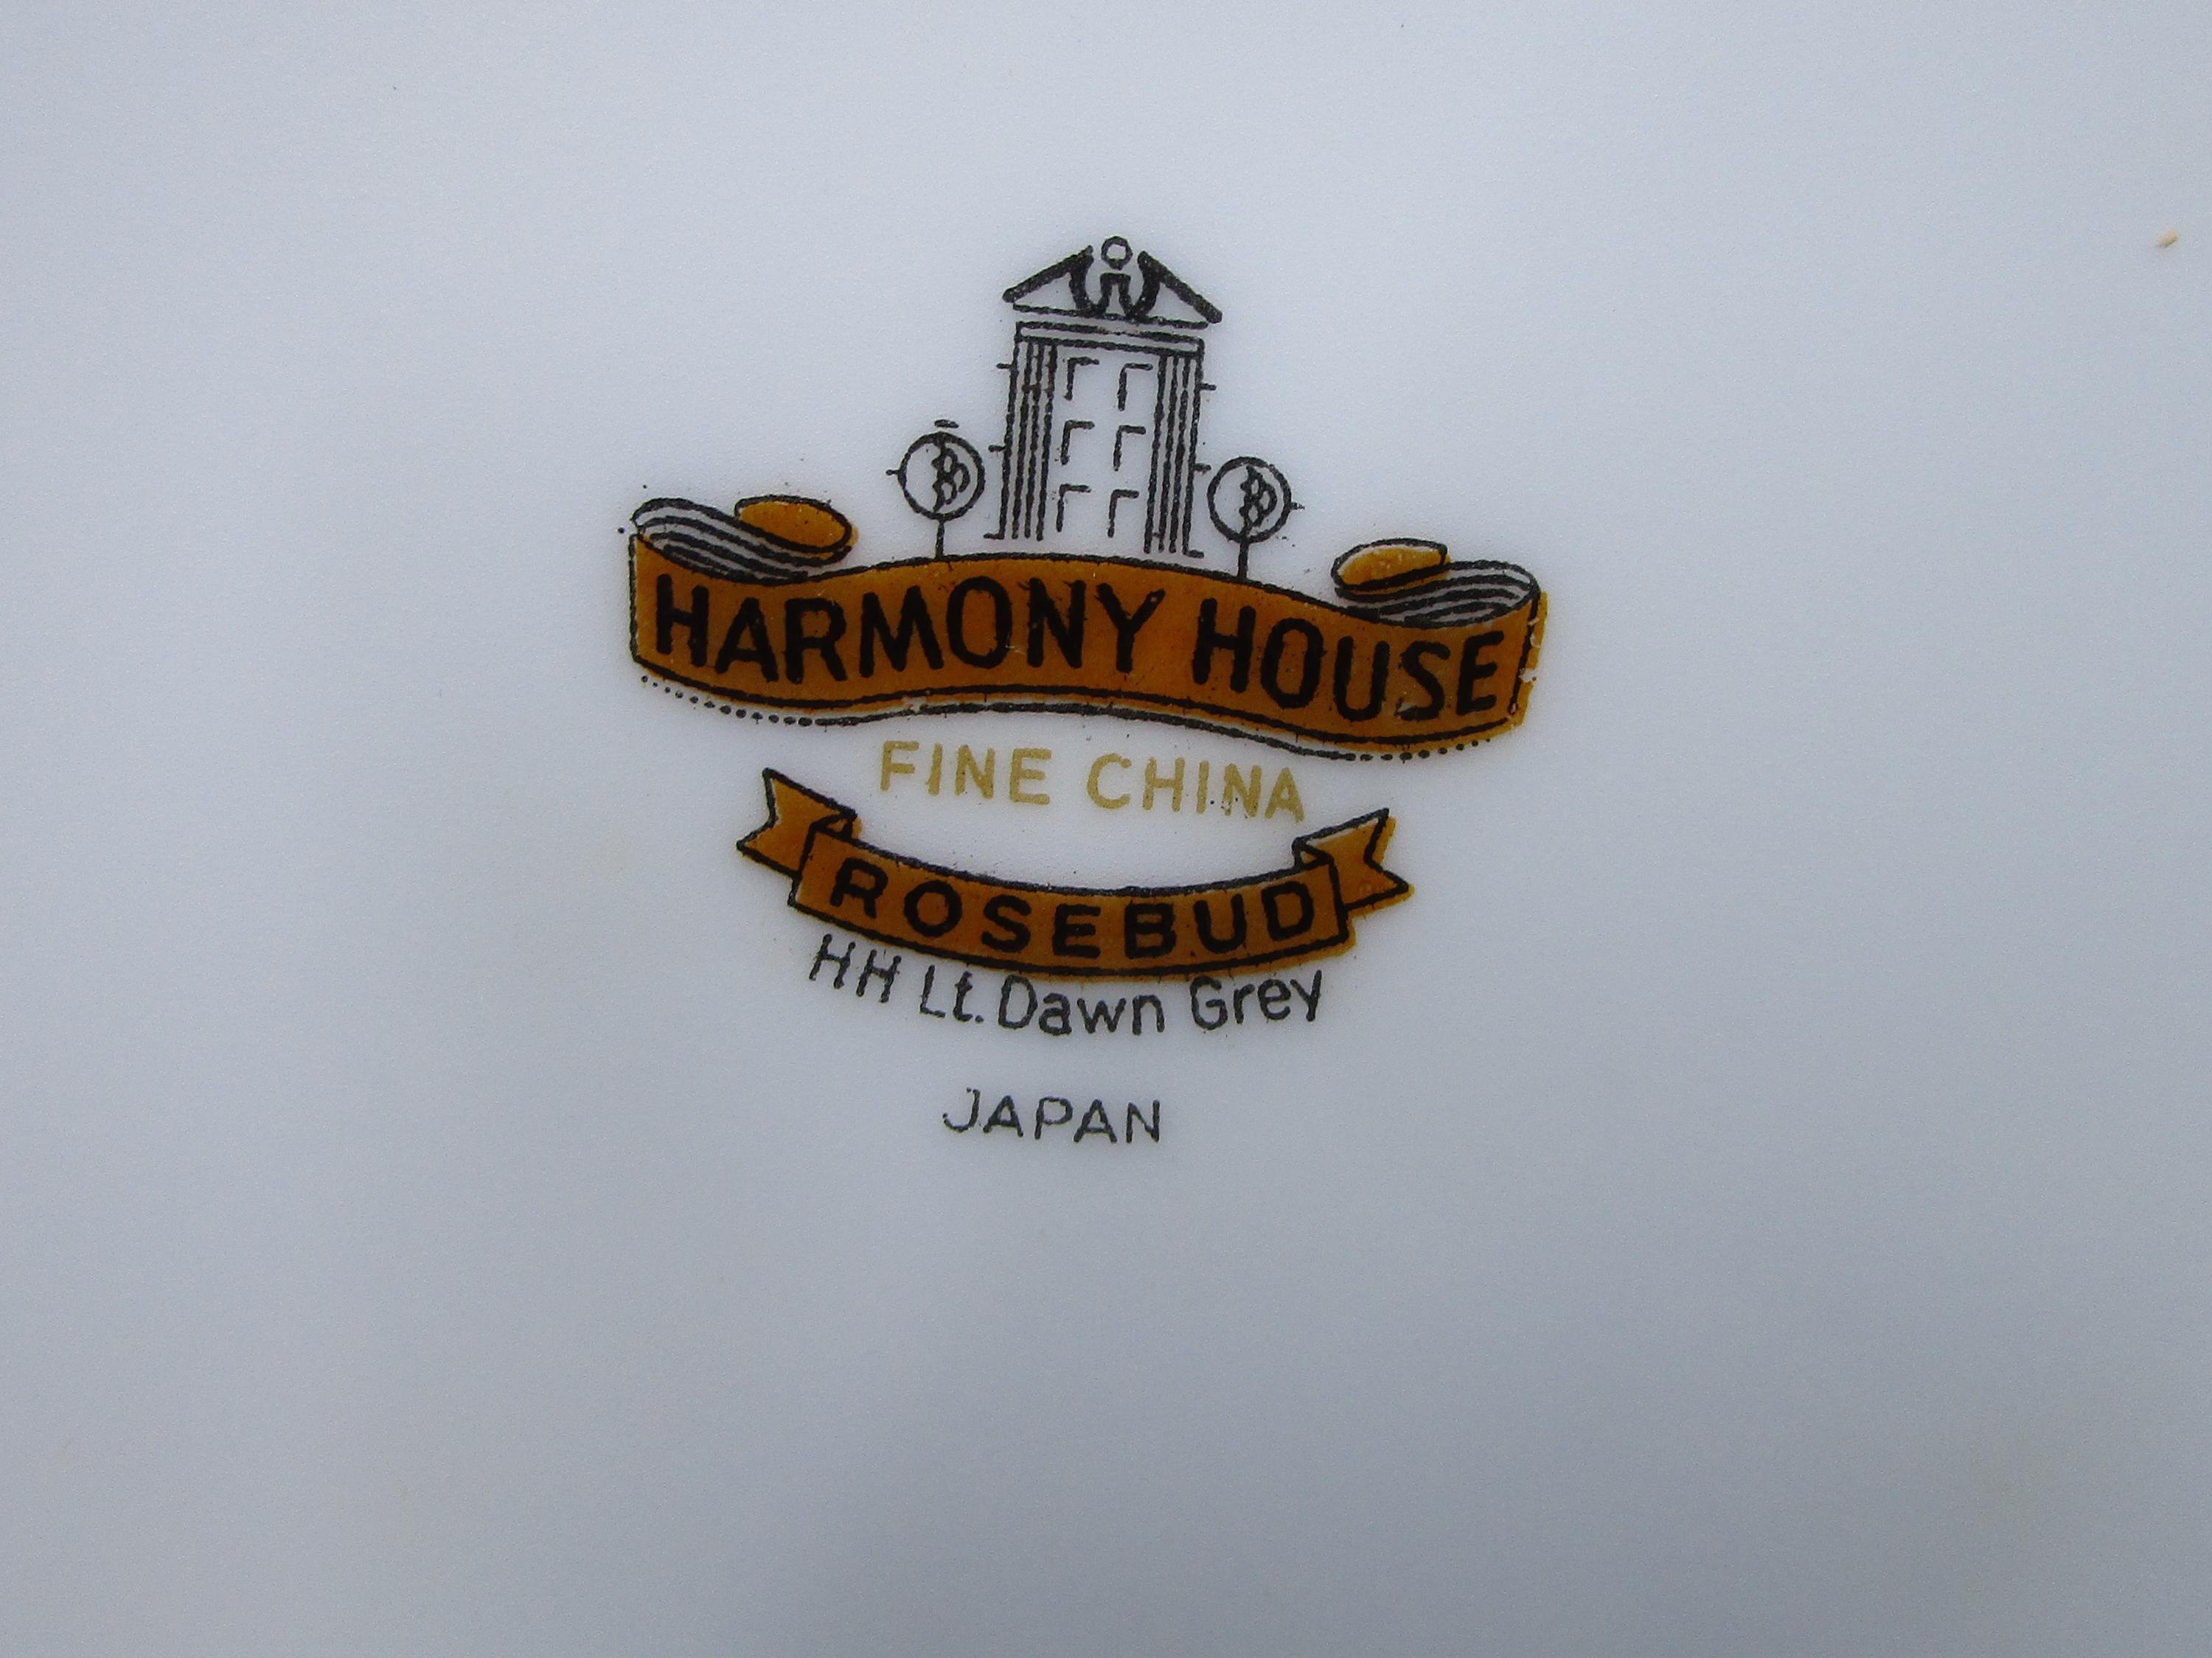 HARMONY HOUSE
FINE CHINA
ROSEBUD
HH Lt. Dawn Grey
JAPAN